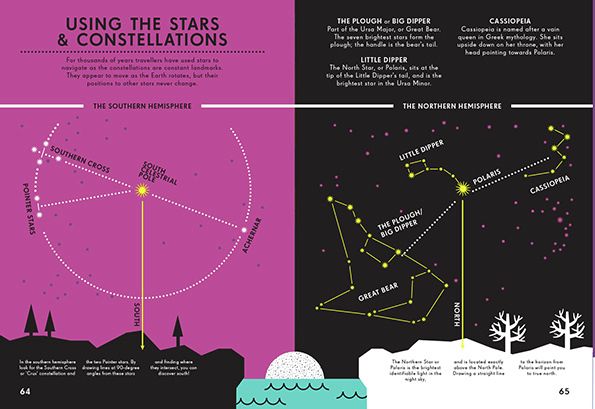 USING THE STARS
& CONSTELLATIONS
For thousands of years travellers have used stars to
navigate as the constellations are constant landmarks.
They appear to move as the Earth rotates, but their
positions to other stars never change.
THE SOUTHERN HEMISPHERE
SOUTHERN CROSS
SOUTH
CELESTIAL
POLE
POINTER STARS
ACHERNAR
SOUTH
In the southern hemisphere
look for the Southern Cross
or 'Crux' constellation and
the two Pointer stars. By
drawing lines at 90-degree
angles from these stars
and finding where
they intersect, you can
discover south!
64
THE PLOUGH or BIG DIPPER
Part of the Ursa Major, or Great Bear.
The seven brightest stars form the
plough; the handle is the bear's tail.
LITTLE DIPPER
The North Star, or Polaris, sits at the
tip of the Little Dipper's tail, and is the
brightest star in the Ursa Minor.
CASSIOPEIA
Cassiopeia is named after a vain
queen in Greek mythology. She sits
upside down on her throne, with her
head pointing towards Polaris.
THE NORTHERN HEMISPHERE
LITTLE DIPPER
POLARIS
CASSIOPEIA
THE PLOUGH/
BIG DIPPER
GREAT BEAR
NORTH
The Northern Star or
Polaris is the brightest
identifiable light in the
night sky,
and is located exactly
above the North Pole.
Drawing a straight line
to the horizon from
Polaris will point you
to true north.
65